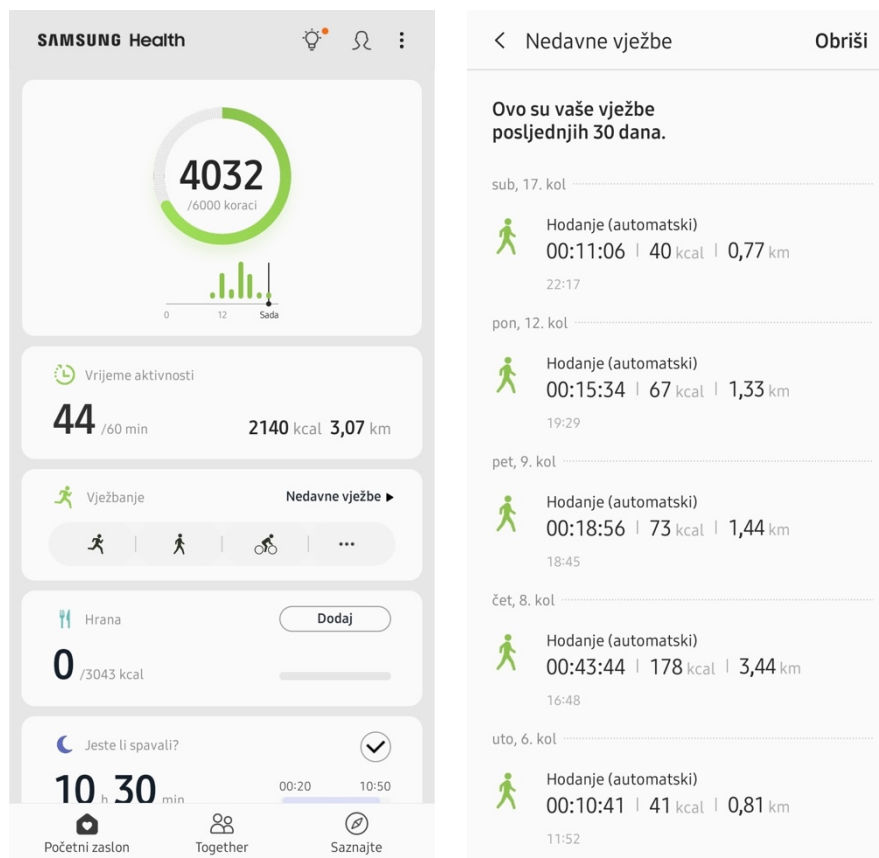 SAMSUNG Health
4032
/6000 koraci
0 12 Sada
Vrijeme aktivnosti
44 /60 min 2140 kcal 3,07 km
Vježbanje Nedavne vježbe
Hrana Dodaj
0 /3043 kcal
Jeste li spavali?
10 h 30 min 00:20 10:50
Početni zaslon Together Saznajte
Nedavne vježbe Obriši
Ovo su vaše vježbe
posljednjih 30 dana.
sub, 17. kol
Hodanje (automatski)
00:11:06 | 40 kcal | 0,77 km
22:17
pon, 12. kol
Hodanje (automatski)
00:15:34 | 67 kcal | 1,33 km
19:29
pet, 9. kol
Hodanje (automatski)
00:18:56 | 73 kcal | 1,44 km
18:45
čet, 8. kol
Hodanje (automatski)
00:43:44 | 178 kcal | 3,44 km
16:48
uto, 6. kol
Hodanje (automatski)
00:10:41 | 41 kcal | 0,81 km
11:52